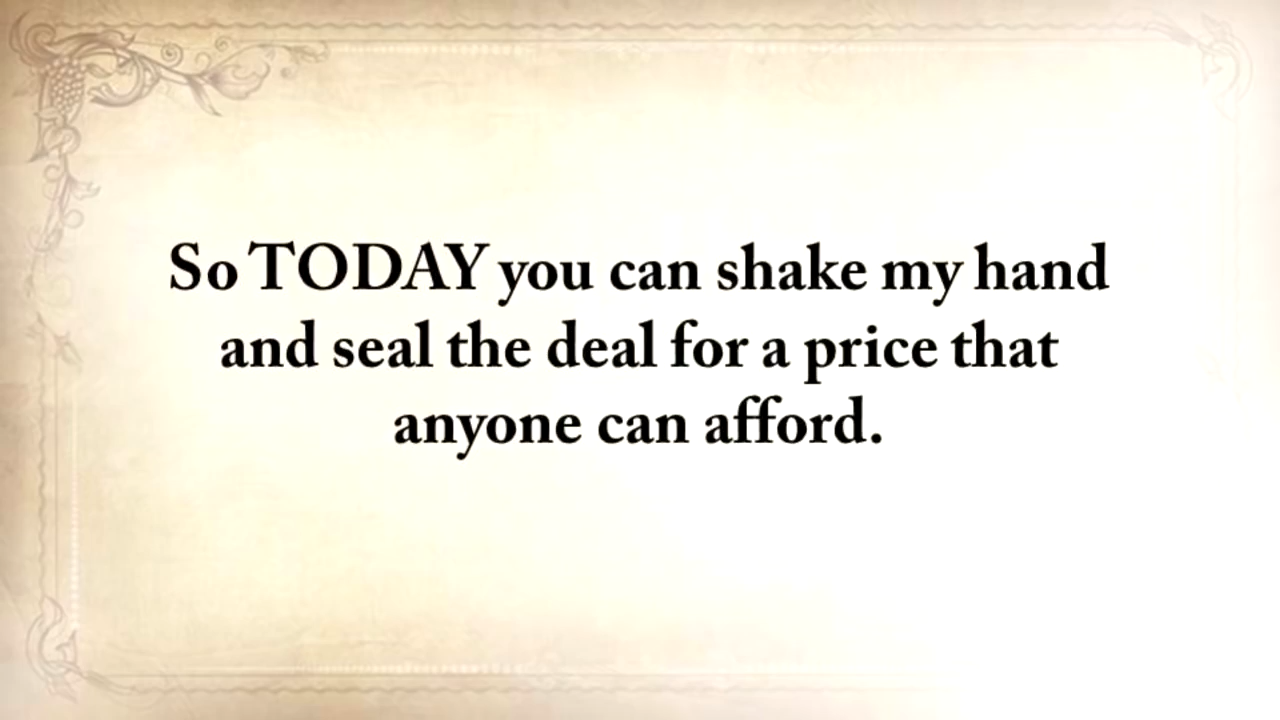 So TODAY you can shake my hand
and seal the deal for a price that
anyone can afford.